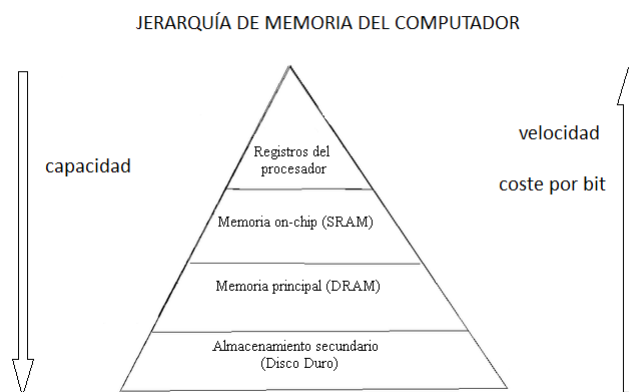 JERARQUÍA DE MEMORIA DEL COMPUTADOR
capacidad
velocidad
coste por bit
Registros del
procesador
Memoria on-chip (SRAM)
Memoria principal (DRAM)
Almacenamiento secundario
(Disco Duro)